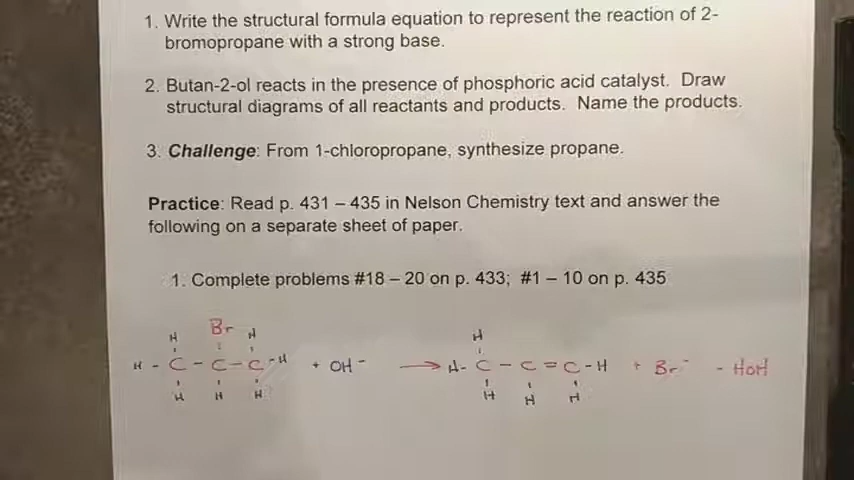 1. Write the structural formula equation to represent the reaction of 2-
bromopropane with a strong base.
2. Butan-2-ol reacts in the presence of phosphoric acid catalyst. Draw
structural diagrams of all reactants and products. Name the products.
3. Challenge: From 1-chloropropane, synthesize propane.
Practice: Read p. 431 – 435 in Nelson Chemistry text and answer the
following on a separate sheet of paper.
1. Complete problems #18 – 20 on p. 433; #1 – 10 on p. 435
H Br H H
H - C - C - C - H + OH⁻ → H - C - C = C - H + Br⁻ - HOH
H H H H H H